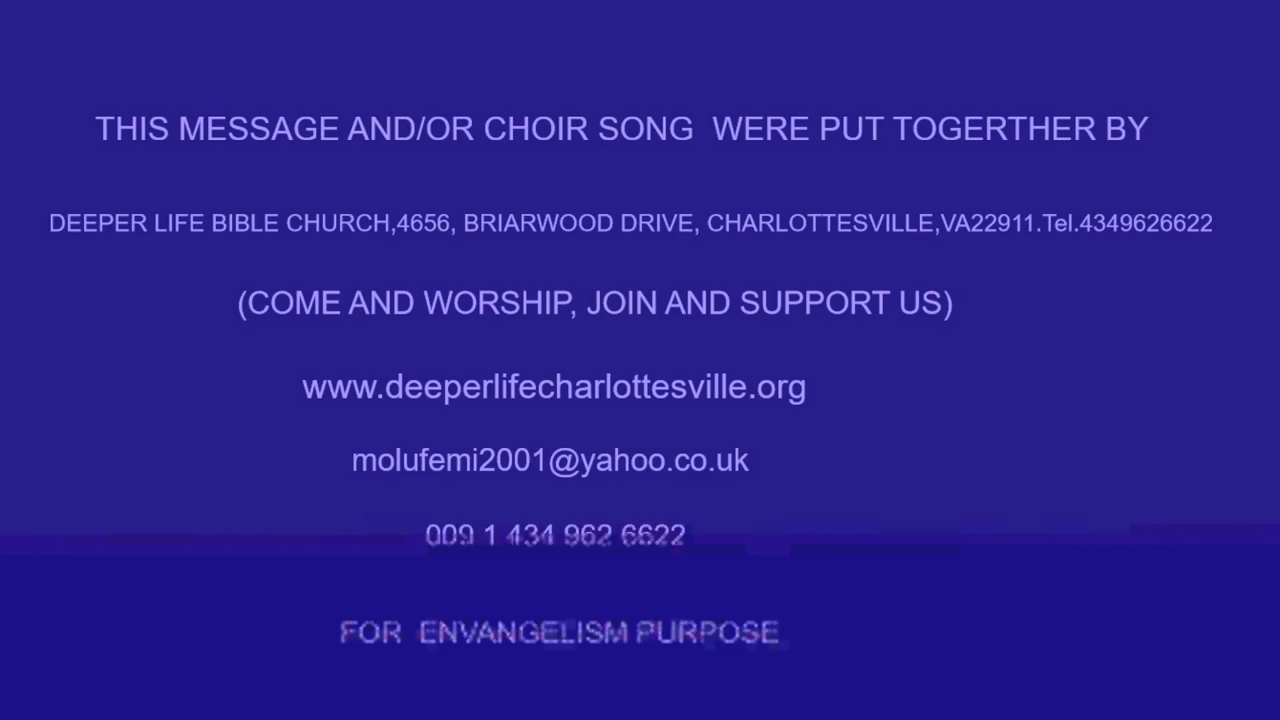 THIS MESSAGE AND/OR CHOIR SONG  WERE PUT TOGERTHER BY
DEEPER LIFE BIBLE CHURCH,4656, BRIARWOOD DRIVE, CHARLOTTESVILLE,VA22911.Tel.4349626622
(COME AND WORSHIP, JOIN AND SUPPORT US)
www.deeperlifecharlottesville.org
molufemi2001@yahoo.co.uk
009 1 434 962 6622
FOR  ENVANGELISM PURPOSE